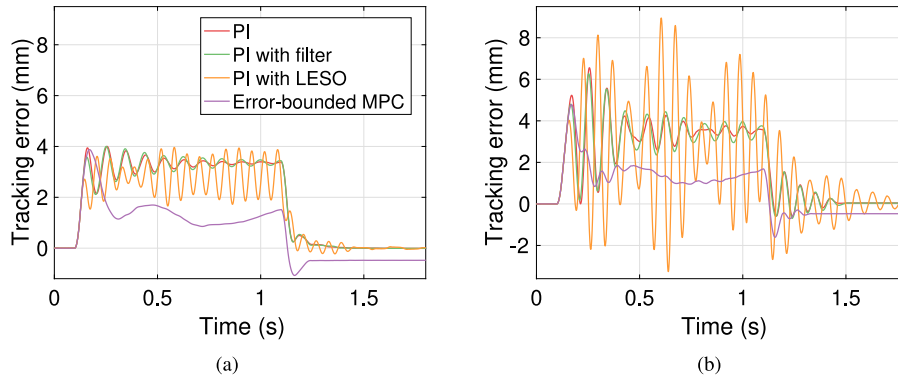 8
6
4
2
0
Tracking error (mm)
PI
PI with filter
PI with LESO
Error-bounded MPC
0
0.5
1
1.5
Time (s)
(a)
8
6
4
2
0
-2
Tracking error (mm)
0
0.5
1
1.5
Time (s)
(b)